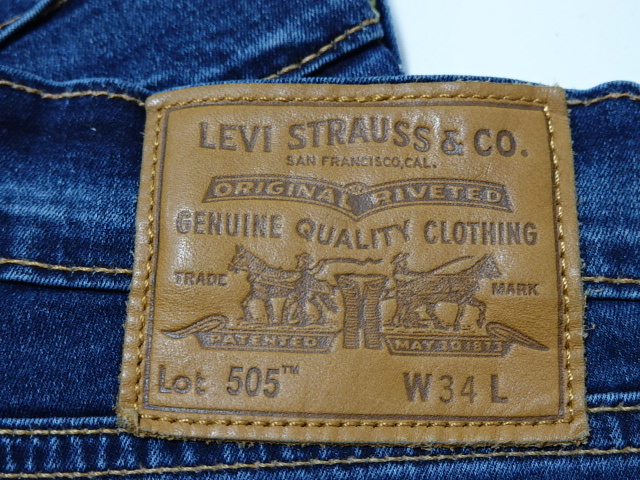 LEVI STRAUSS & CO.
SAN FRANCISCO, CAL.
ORIGINAL RIVETED
GENUINE QUALITY CLOTHING
TRADE MARK
PATENTED MAY 20 1873
Lot 505™ W 34 L